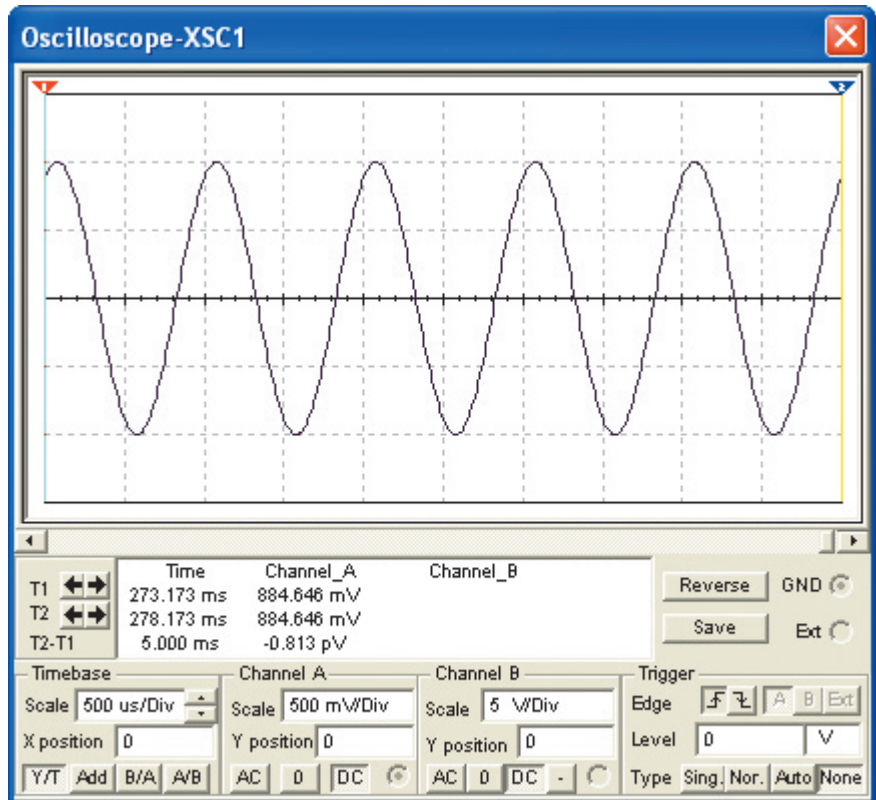 Oscilloscope-XSC1
1 2
Time Channel_A Channel_B
T1 273.173 ms 884.646 mV
T2 278.173 ms 884.646 mV
T2-T1 5.000 ms -0.813 pV
Reverse GND
Save Ext
Timebase
Scale 500 us/Div
X position 0
Y/T Add B/A A/B
Channel A
Scale 500 mV/Div
Y position 0
AC 0 DC
Channel B
Scale 5 V/Div
Y position 0
AC 0 DC -
Trigger
Edge A B Ext
Level 0 V
Type Sing. Nor. Auto None